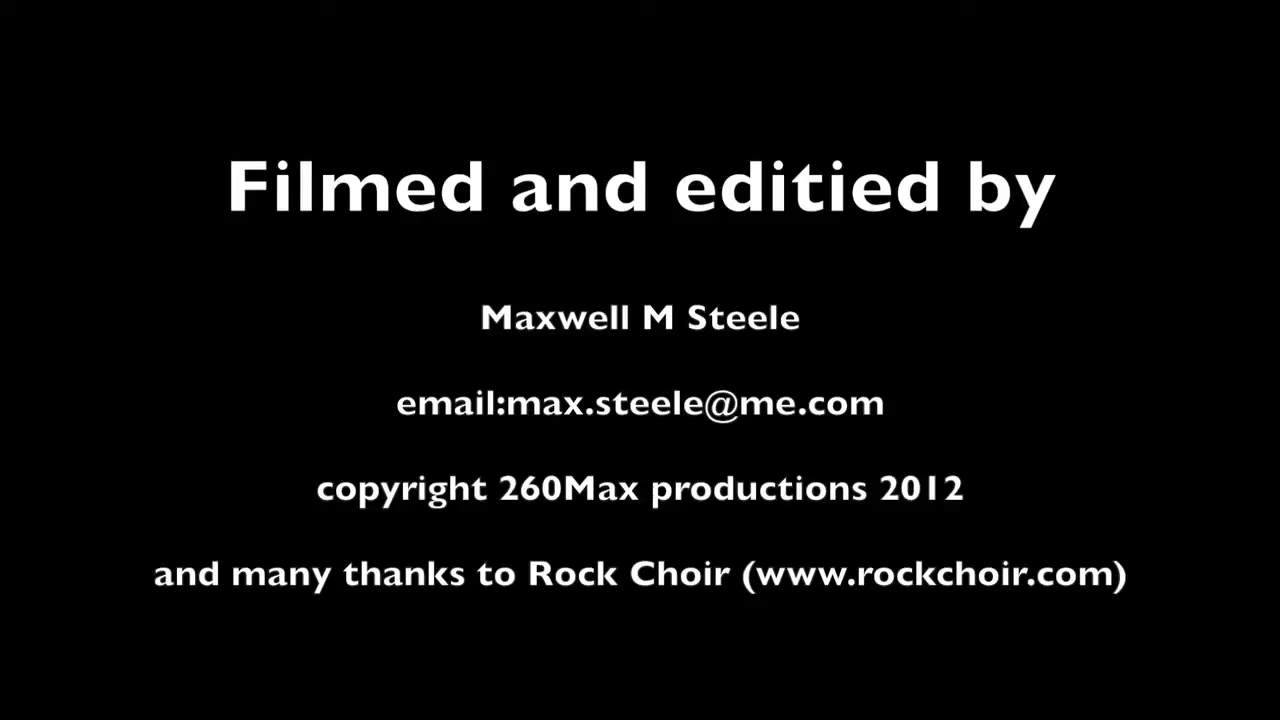 Filmed and editied by
Maxwell M Steele
email:max.steele@me.com
copyright 260Max productions 2012
and many thanks to Rock Choir (www.rockchoir.com)